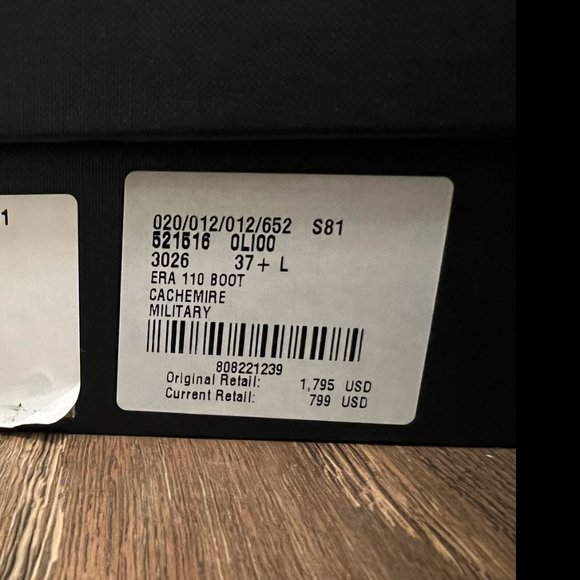 1
020/012/012/652 S81
521516 0LI00
3026 37+ L
ERA 110 BOOT
CACHEMIRE
MILITARY
808221239
Original Retail: 1,795 USD
Current Retail: 799 USD